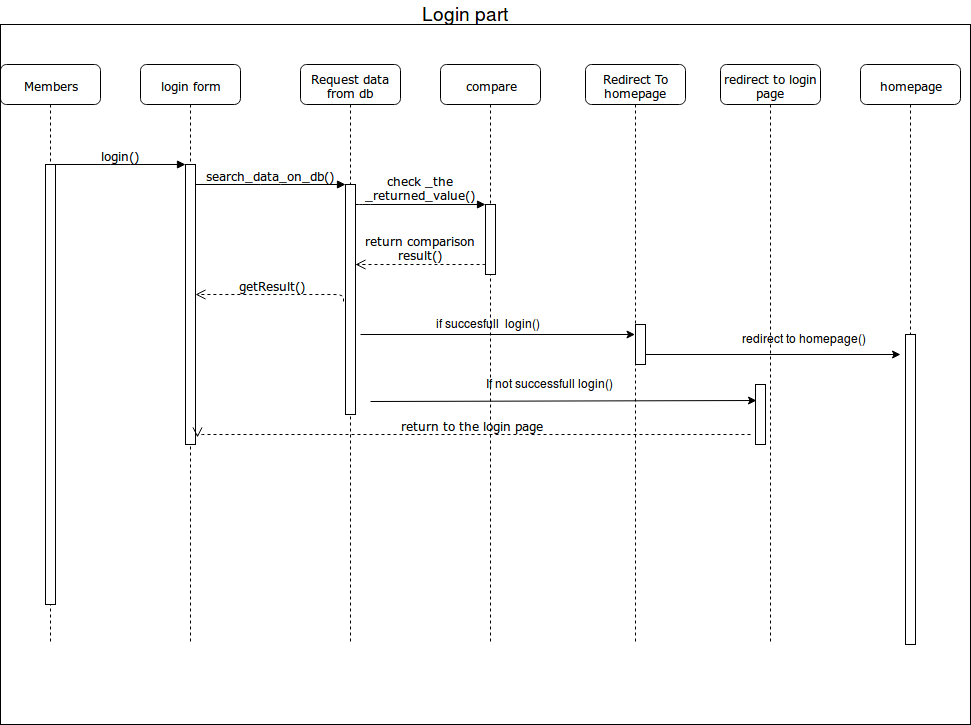 Login part
Members
login form
Request data
from db
compare
Redirect To
homepage
redirect to login
page
homepage
login()
search_data_on_db()
check _the
_returned_value()
return comparison
result()
getResult()
if succesfull login()
redirect to homepage()
If not successfull login()
return to the login page